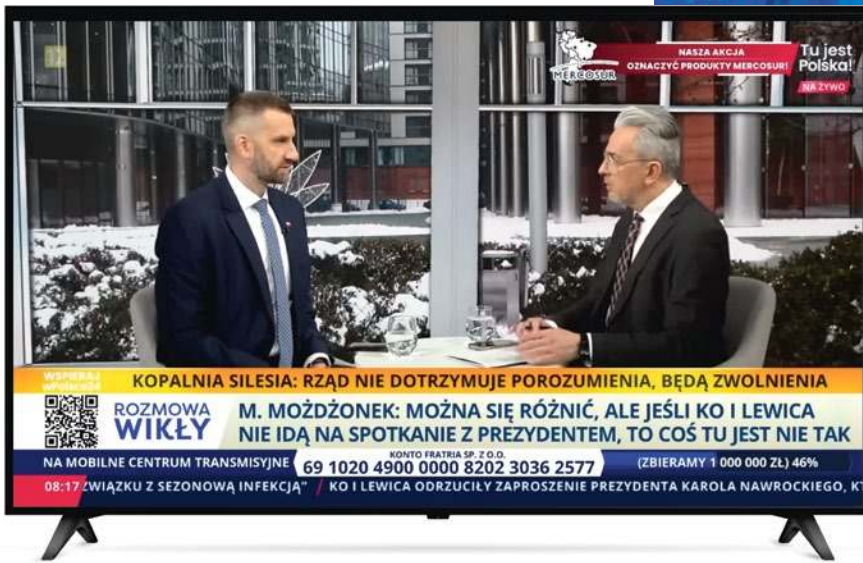 12
MERCOSUR
NASZA AKCJA
OZNACZYĆ PRODUKTY MERCOSUR!
Tu jest
Polska!
NA ŻYWO
WSPIERAJ
wPolsce24
KOPALNIA SILESIA: RZĄD NIE DOTRZYMUJE POROZUMIENIA, BĘDĄ ZWOLNIENIA
ROZMOWA
WIKŁY
M. MOŻDŻONEK: MOŻNA SIĘ RÓŻNIĆ, ALE JEŚLI KO I LEWICA
NIE IDĄ NA SPOTKANIE Z PREZYDENTEM, TO COŚ TU JEST NIE TAK
NA MOBILNE CENTRUM TRANSMISYJNE
KONTO FRATRIA SP. Z O.O.
69 1020 4900 0000 8202 3036 2577
(ZBIERAMY 1 000 000 ZŁ) 46%
08:17 ZWIĄZKU Z SEZONOWĄ INFEKCJĄ” / KO I LEWICA ODRZUCIŁY ZAPROSZENIE PREZYDENTA KAROLA NAWROCKIEGO, KT